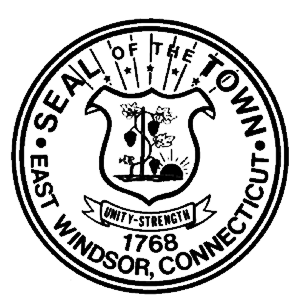 SEAL OF THE TOWN
EAST WINDSOR, CONNECTICUT
UNITY-STRENGTH
1768